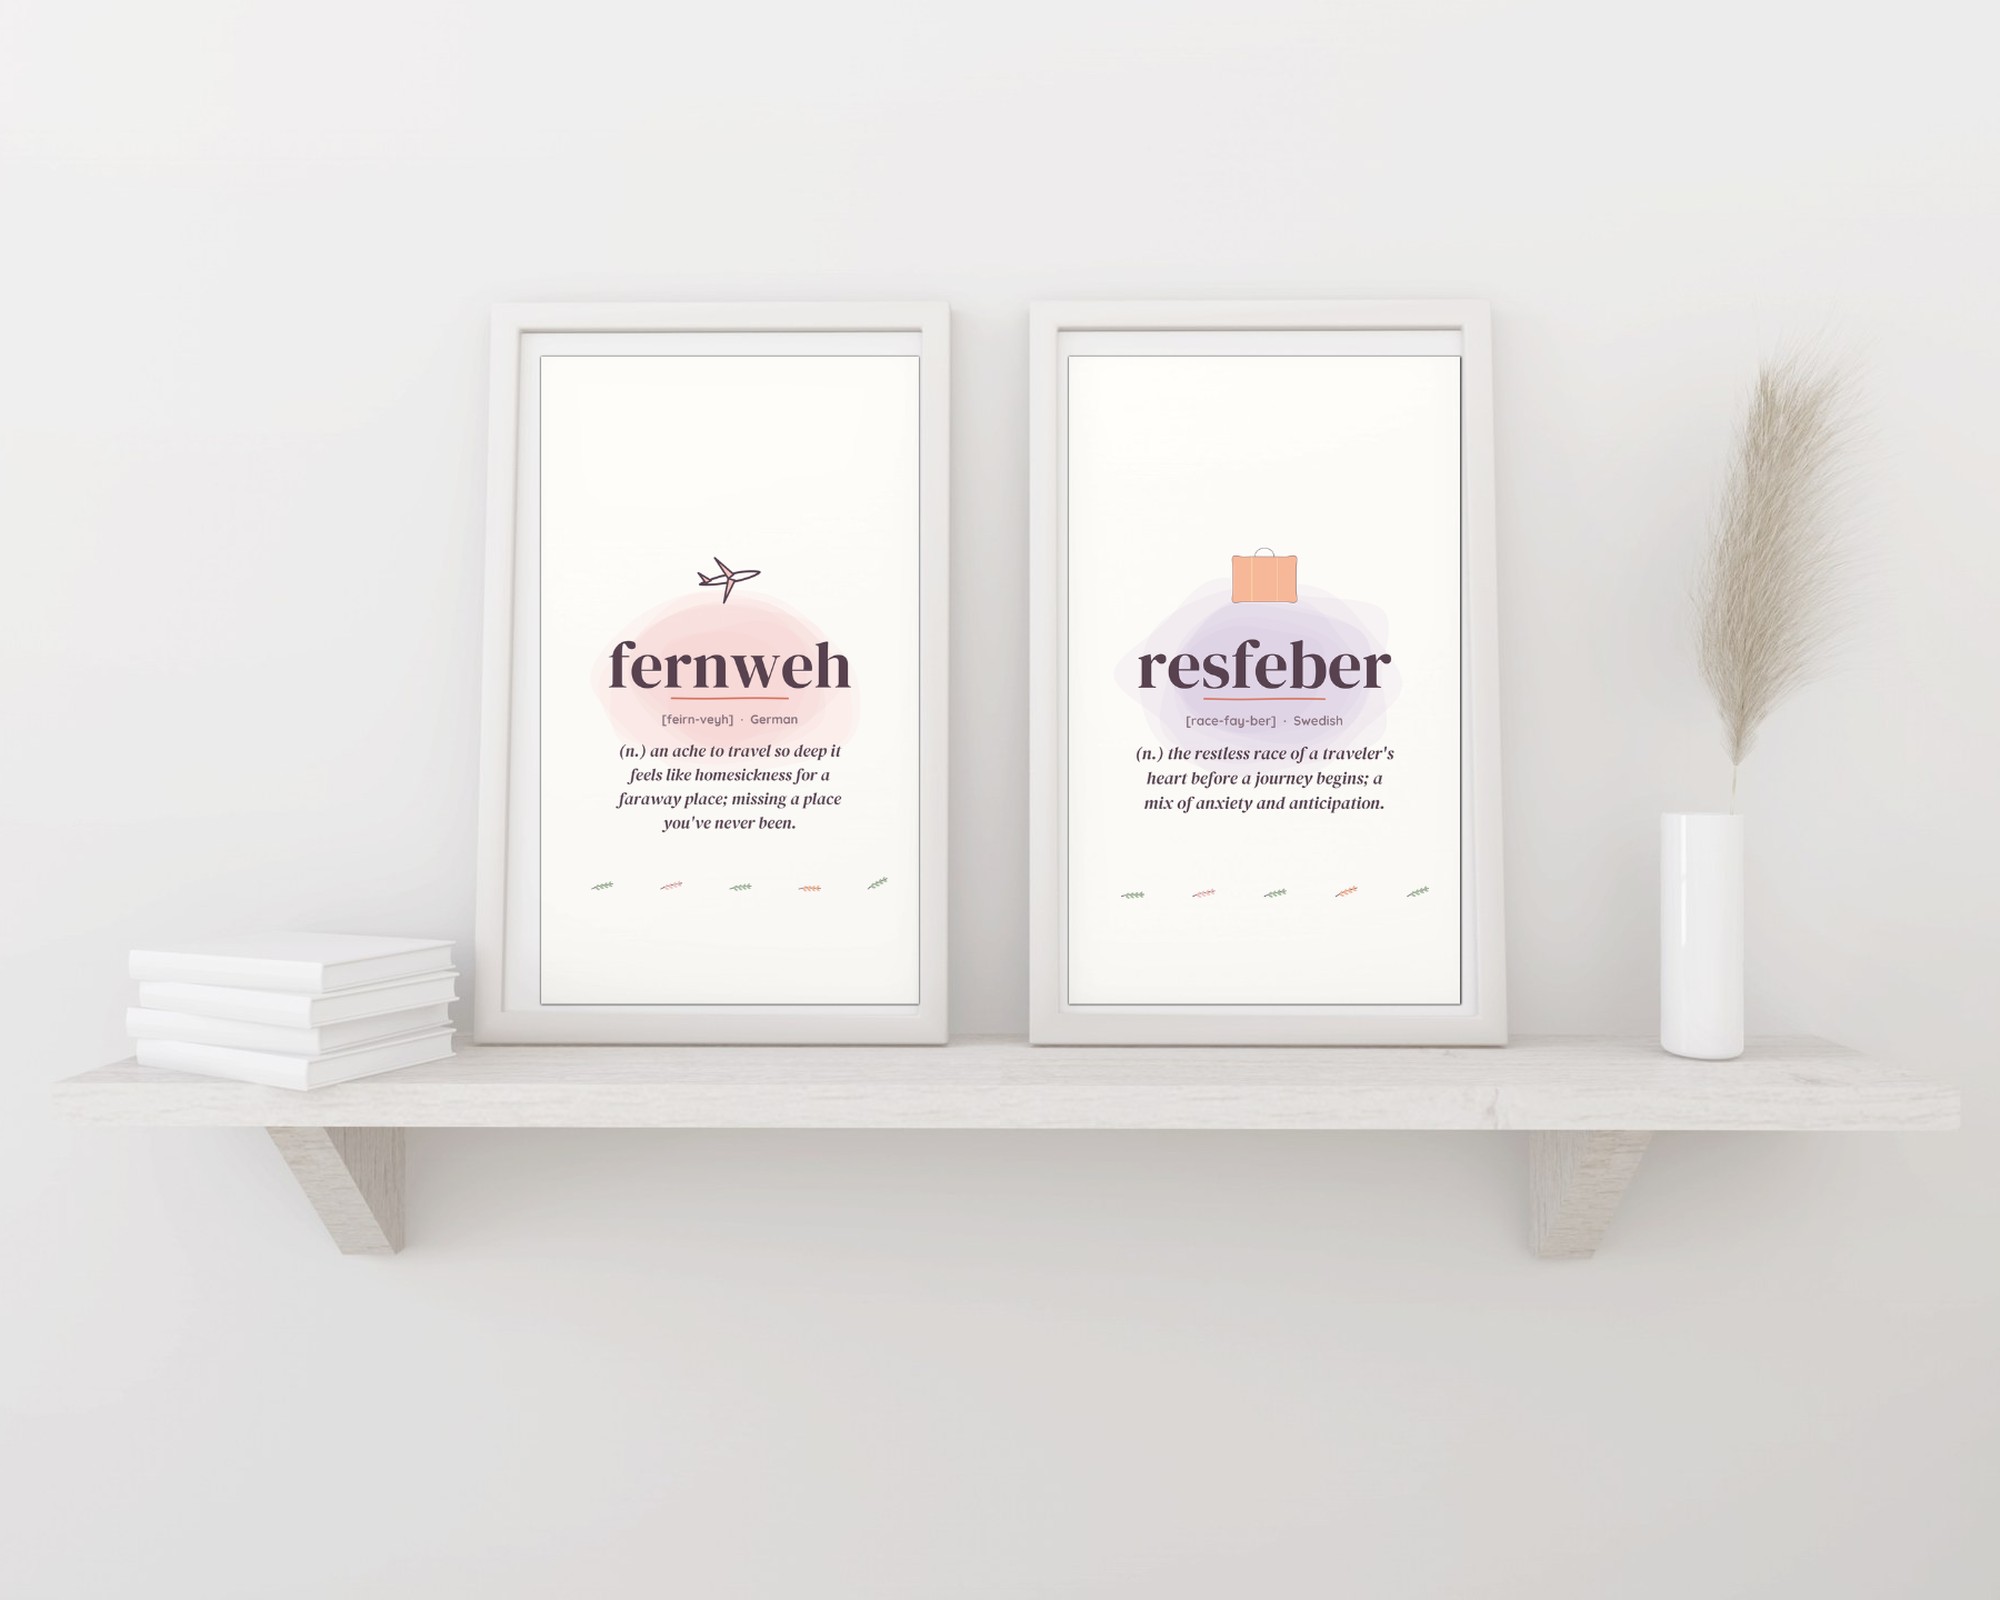 fernweh
[feirn-veyh] · German
(n.) an ache to travel so deep it
feels like homesickness for a
faraway place; missing a place
you've never been.
resfeber
[race-fay-ber] · Swedish
(n.) the restless race of a traveler's
heart before a journey begins; a
mix of anxiety and anticipation.